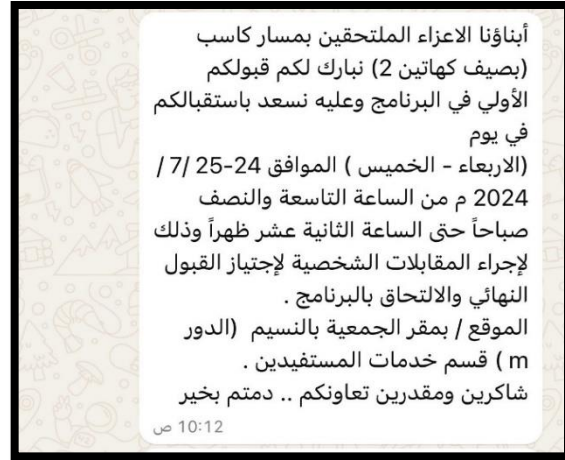 أبناؤنا الاعزاء الملتحقين بمسار كاسب
(بصيف كهاتين 2) نبارك لكم قبولكم
الأولي في البرنامج وعليه نسعد باستقبالكم
في يوم
(الاربعاء - الخميس ) الموافق 24-25 /7 /
2024 م من الساعة التاسعة والنصف
صباحاً حتى الساعة الثانية عشر ظهراً وذلك
لإجراء المقابلات الشخصية لإجتياز القبول
النهائي والالتحاق بالبرنامج .
الموقع / بمقر الجمعية بالنسيم (الدور
m ) قسم خدمات المستفيدين .
شاكرين ومقدرين تعاونكم .. دمتم بخير
10:12 ص